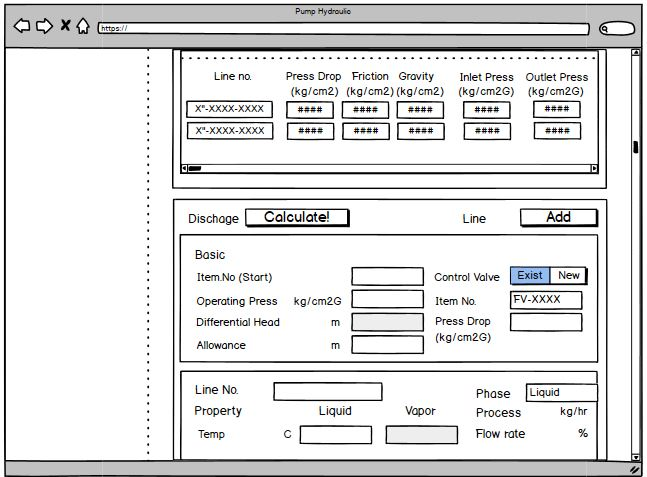 Pump Hydraulic
https://
Line no. Press Drop Friction Gravity Inlet Press Outlet Press
(kg/cm2) (kg/cm2) (kg/cm2) (kg/cm2G) (kg/cm2G)
X"-XXXX-XXXX #### #### #### #### ####
X"-XXXX-XXXX #### #### #### #### ####
Dischage Calculate! Line Add
Basic
Item.No (Start) Control Valve Exist New
Operating Press kg/cm2G Item No. FV-XXXX
Differential Head m Press Drop
(kg/cm2G)
Allowance m
Line No. Phase Liquid
Property Liquid Vapor Process kg/hr
Temp C Flow rate %